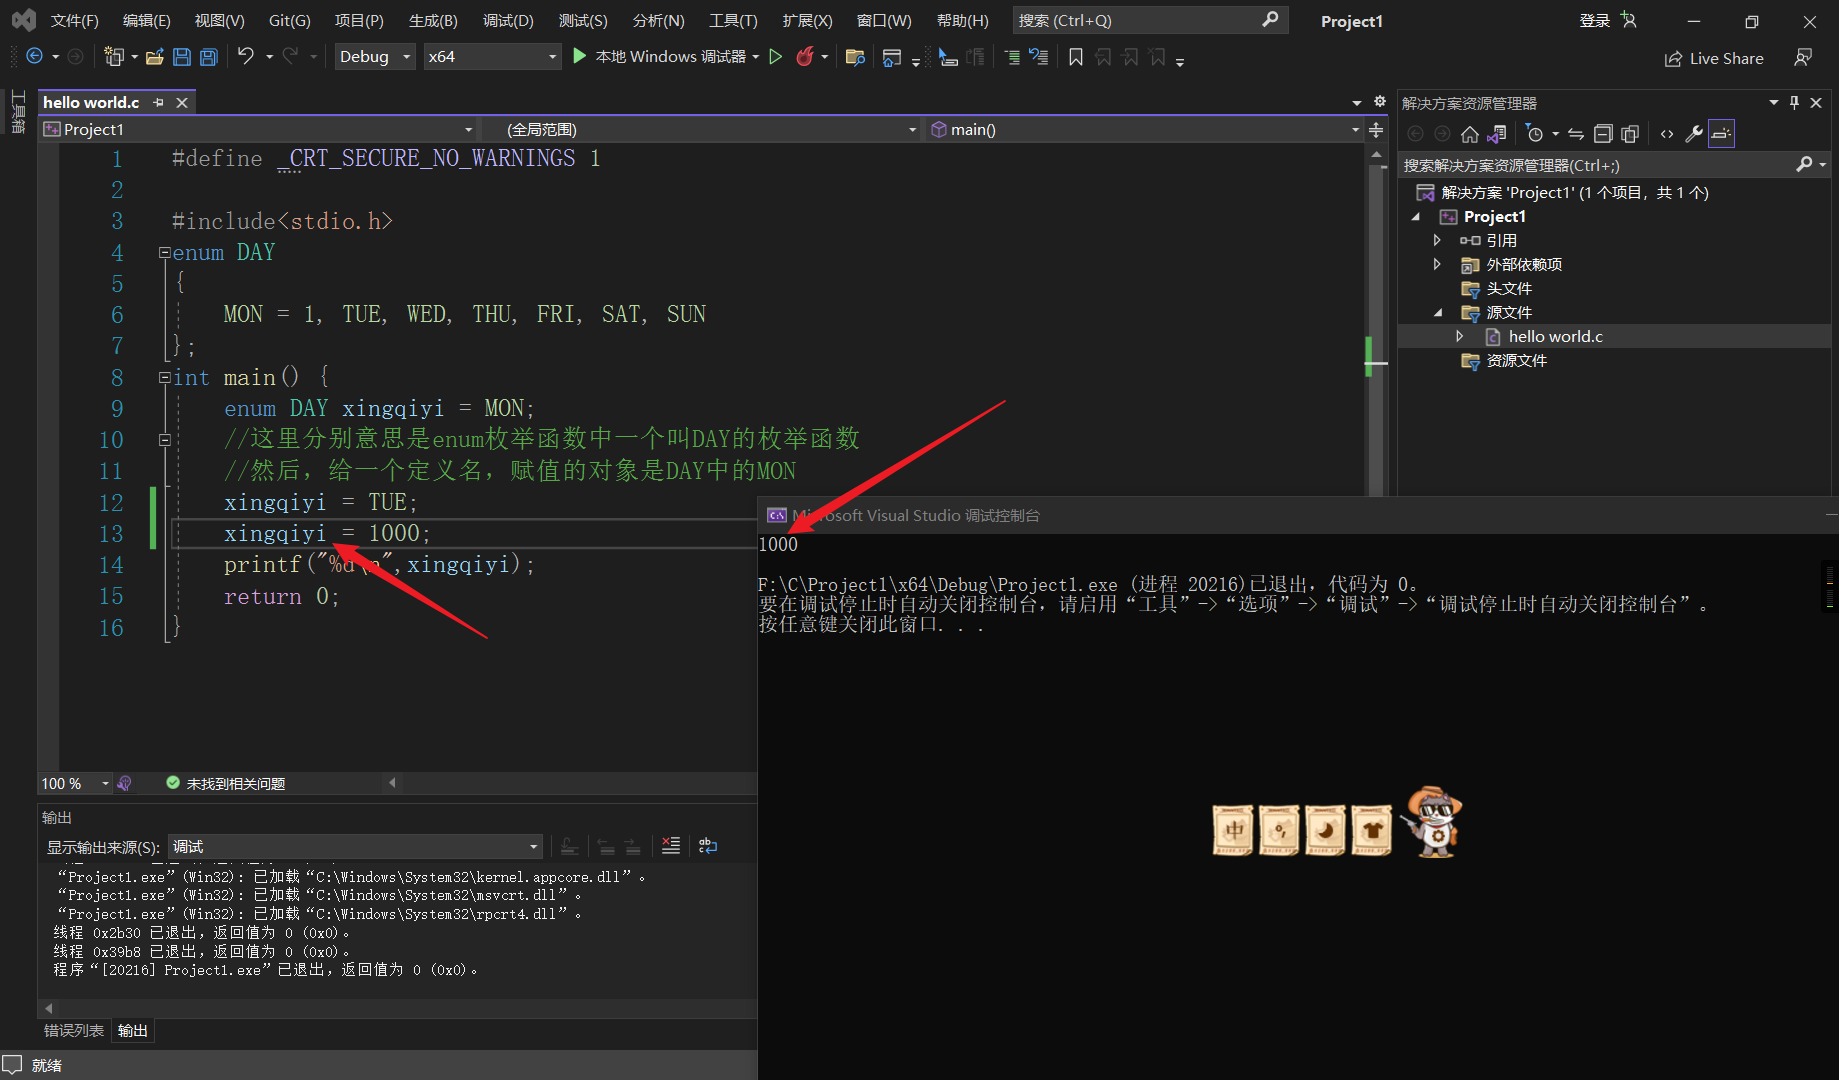 文件(F) 编辑(E) 视图(V) Git(G) 项目(P) 生成(B) 调试(D) 测试(S) 分析(N) 工具(T) 扩展(X) 窗口(W) 帮助(H) 搜索 (Ctrl+Q) Project1 登录
Debug x64 本地 Windows 调试器 Live Share
工具箱
hello world.c
Project1 (全局范围) main()
1 #define _CRT_SECURE_NO_WARNINGS 1
2
3 #include<stdio.h>
4 enum DAY
5 {
6 MON = 1, TUE, WED, THU, FRI, SAT, SUN
7 };
8 int main() {
9 enum DAY xingqiyi = MON;
10 //这里分别意思是enum枚举函数中一个叫DAY的枚举函数
11 //然后，给一个定义名，赋值的对象是DAY中的MON
12 xingqiyi = TUE;
13 xingqiyi = 1000;
14 printf("%d\n",xingqiyi);
15 return 0;
16 }
100 % 未找到相关问题
输出
显示输出来源(S): 调试
“Project1.exe”(Win32): 已加载“C:\Windows\System32\kernel.appcore.dll”。
“Project1.exe”(Win32): 已加载“C:\Windows\System32\msvcrt.dll”。
“Project1.exe”(Win32): 已加载“C:\Windows\System32\rpcrt4.dll”。
线程 0x2b30 已退出，返回值为 0 (0x0)。
线程 0x39b8 已退出，返回值为 0 (0x0)。
程序“[20216] Project1.exe”已退出，返回值为 0 (0x0)。
错误列表 输出
就绪
解决方案资源管理器
搜索解决方案资源管理器(Ctrl+;)
解决方案 'Project1' (1 个项目，共 1 个)
Project1
引用
外部依赖项
头文件
源文件
hello world.c
资源文件
Microsoft Visual Studio 调试控制台
1000
F:\C\Project1\x64\Debug\Project1.exe (进程 20216)已退出，代码为 0。
要在调试停止时自动关闭控制台，请启用“工具”->“选项”->“调试”->“调试停止时自动关闭控制台”。
按任意键关闭此窗口. . .
中